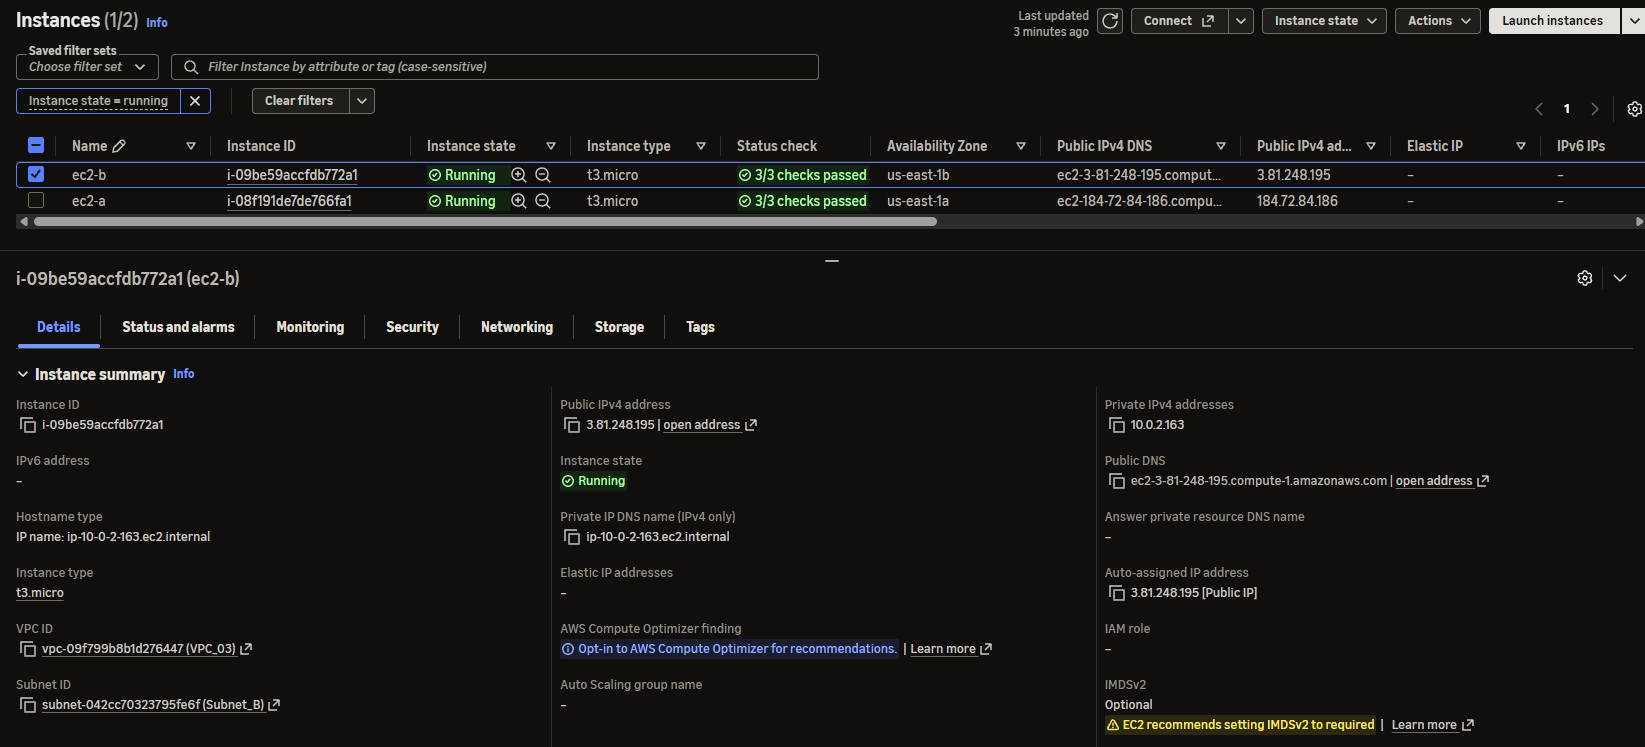 Instances (1/2) Info
Last updated
3 minutes ago
Connect
Instance state
Actions
Launch instances
Saved filter sets
Choose filter set
Filter Instance by attribute or tag (case-sensitive)
Instance state = running
Clear filters
1
Name Instance ID Instance state Instance type Status check Availability Zone Public IPv4 DNS Public IPv4 ad... Elastic IP IPv6 IPs
ec2-b i-09be59accfdb772a1 Running t3.micro 3/3 checks passed us-east-1b ec2-3-81-248-195.comput... 3.81.248.195 – –
ec2-a i-08f191de7de766fa1 Running t3.micro 3/3 checks passed us-east-1a ec2-184-72-84-186.compu... 184.72.84.186 – –
i-09be59accfdb772a1 (ec2-b)
Details Status and alarms Monitoring Security Networking Storage Tags
Instance summary Info
Instance ID
i-09be59accfdb772a1
IPv6 address
–
Hostname type
IP name: ip-10-0-2-163.ec2.internal
Instance type
t3.micro
VPC ID
vpc-09f799b8b1d276447 (VPC_03)
Subnet ID
subnet-042cc70323795fe6f (Subnet_B)
Public IPv4 address
3.81.248.195 | open address
Instance state
Running
Private IP DNS name (IPv4 only)
ip-10-0-2-163.ec2.internal
Elastic IP addresses
–
AWS Compute Optimizer finding
Opt-in to AWS Compute Optimizer for recommendations. | Learn more
Auto Scaling group name
–
Private IPv4 addresses
10.0.2.163
Public DNS
ec2-3-81-248-195.compute-1.amazonaws.com | open address
Answer private resource DNS name
–
Auto-assigned IP address
3.81.248.195 [Public IP]
IAM role
–
IMDSv2
Optional
EC2 recommends setting IMDSv2 to required | Learn more